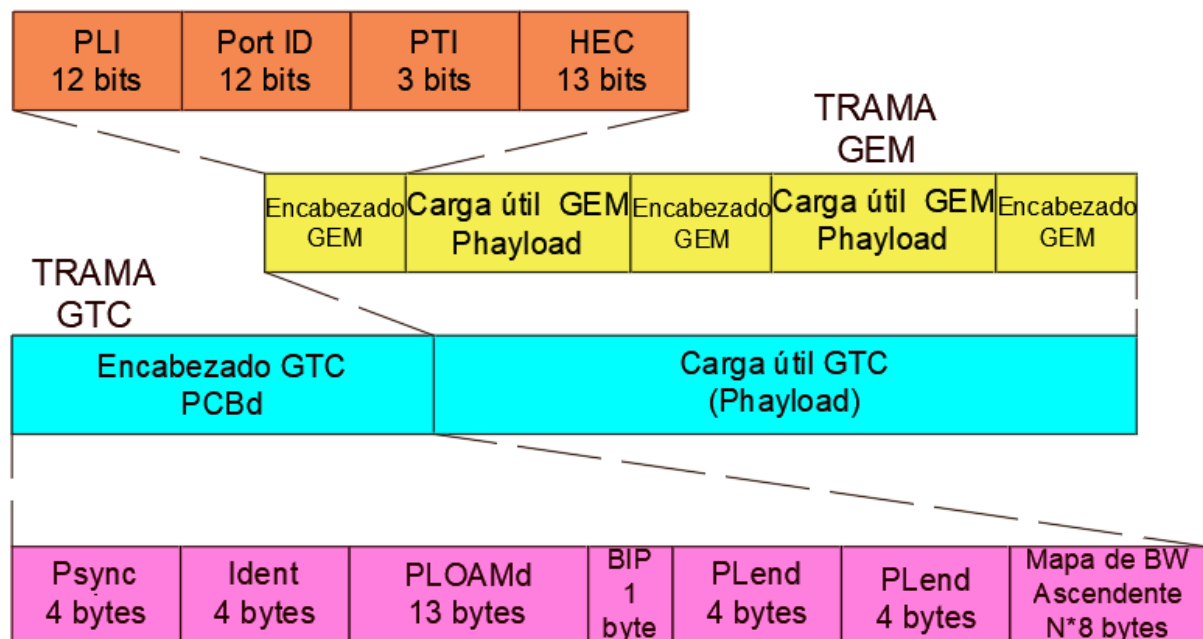 PLI
12 bits
Port ID
12 bits
PTI
3 bits
HEC
13 bits
TRAMA
GEM
Encabezado
GEM
Carga útil GEM
Phayload
Encabezado
GEM
Carga útil GEM
Phayload
Encabezado
GEM
TRAMA
GTC
Encabezado GTC
PCBd
Carga útil GTC
(Phayload)
Psync
4 bytes
Ident
4 bytes
PLOAMd
13 bytes
BIP
1
byte
PLend
4 bytes
PLend
4 bytes
Mapa de BW
Ascendente
N*8 bytes